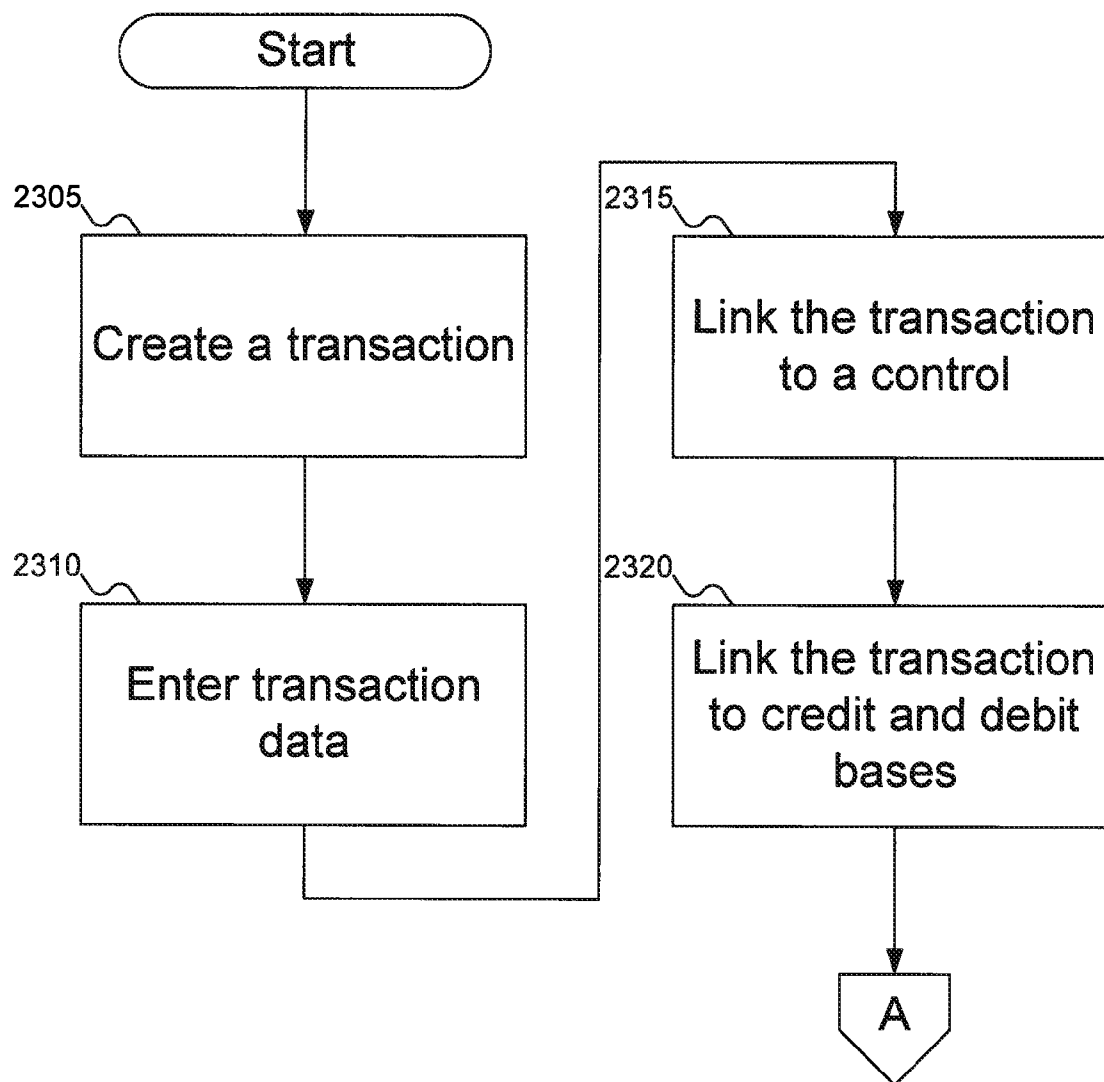 Start
2305
Create a transaction
2310
Enter transaction
data
2315
Link the transaction
to a control
2320
Link the transaction
to credit and debit
bases
A